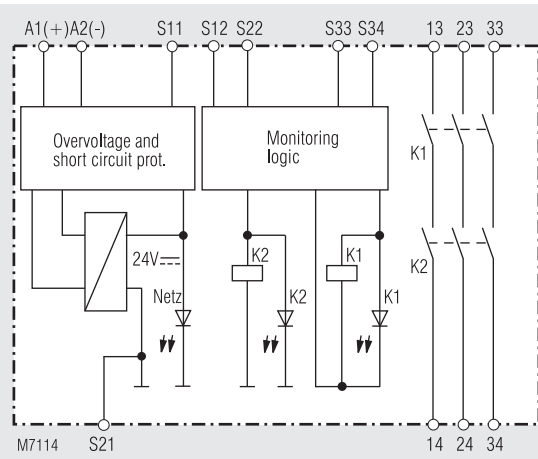 A1(+) A2(-) S11 S12 S22 S33 S34 13 23 33
Overvoltage and
short circuit prot.
Monitoring
logic
K1
24V⎓
K2 K1
K2
Netz K2 K1
M7114 S21 14 24 34